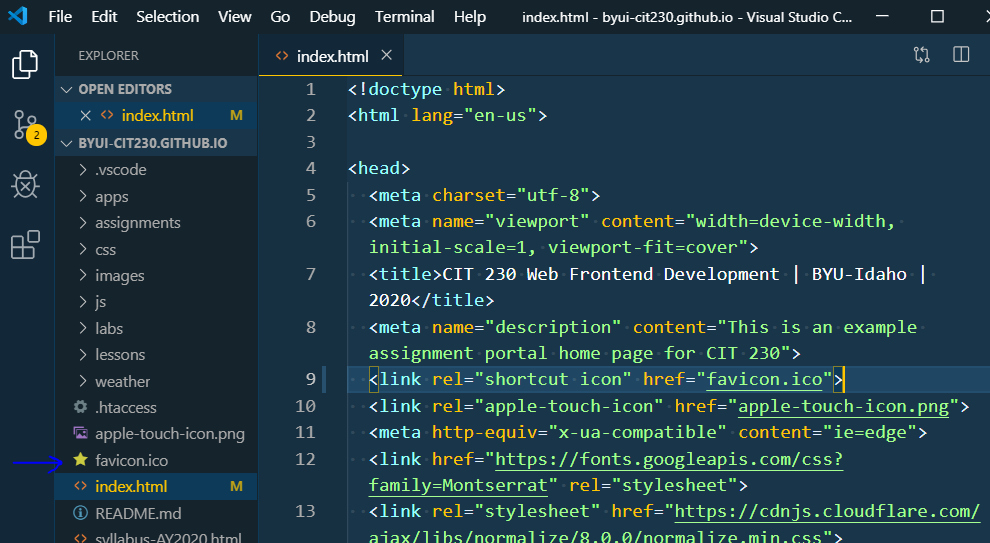 File Edit Selection View Go Debug Terminal Help index.html - byui-cit230.github.io - Visual Studio C...
EXPLORER
OPEN EDITORS
index.html M
BYUI-CIT230.GITHUB.IO
.vscode
apps
assignments
css
images
js
labs
lessons
weather
.htaccess
apple-touch-icon.png
favicon.ico
index.html M
README.md
syllabus-AY2020.html
2
index.html
1 <!doctype html>
2 <html lang="en-us">
3
4 <head>
5 <meta charset="utf-8">
6 <meta name="viewport" content="width=device-width,
initial-scale=1, viewport-fit=cover">
7 <title>CIT 230 Web Frontend Development | BYU-Idaho |
2020</title>
8 <meta name="description" content="This is an example
assignment portal home page for CIT 230">
9 <link rel="shortcut icon" href="favicon.ico">
10 <link rel="apple-touch-icon" href="apple-touch-icon.png">
11 <meta http-equiv="x-ua-compatible" content="ie=edge">
12 <link href="https://fonts.googleapis.com/css?
family=Montserrat" rel="stylesheet">
13 <link rel="stylesheet" href="https://cdnjs.cloudflare.com/
ajax/libs/normalize/8.0.0/normalize.min.css">